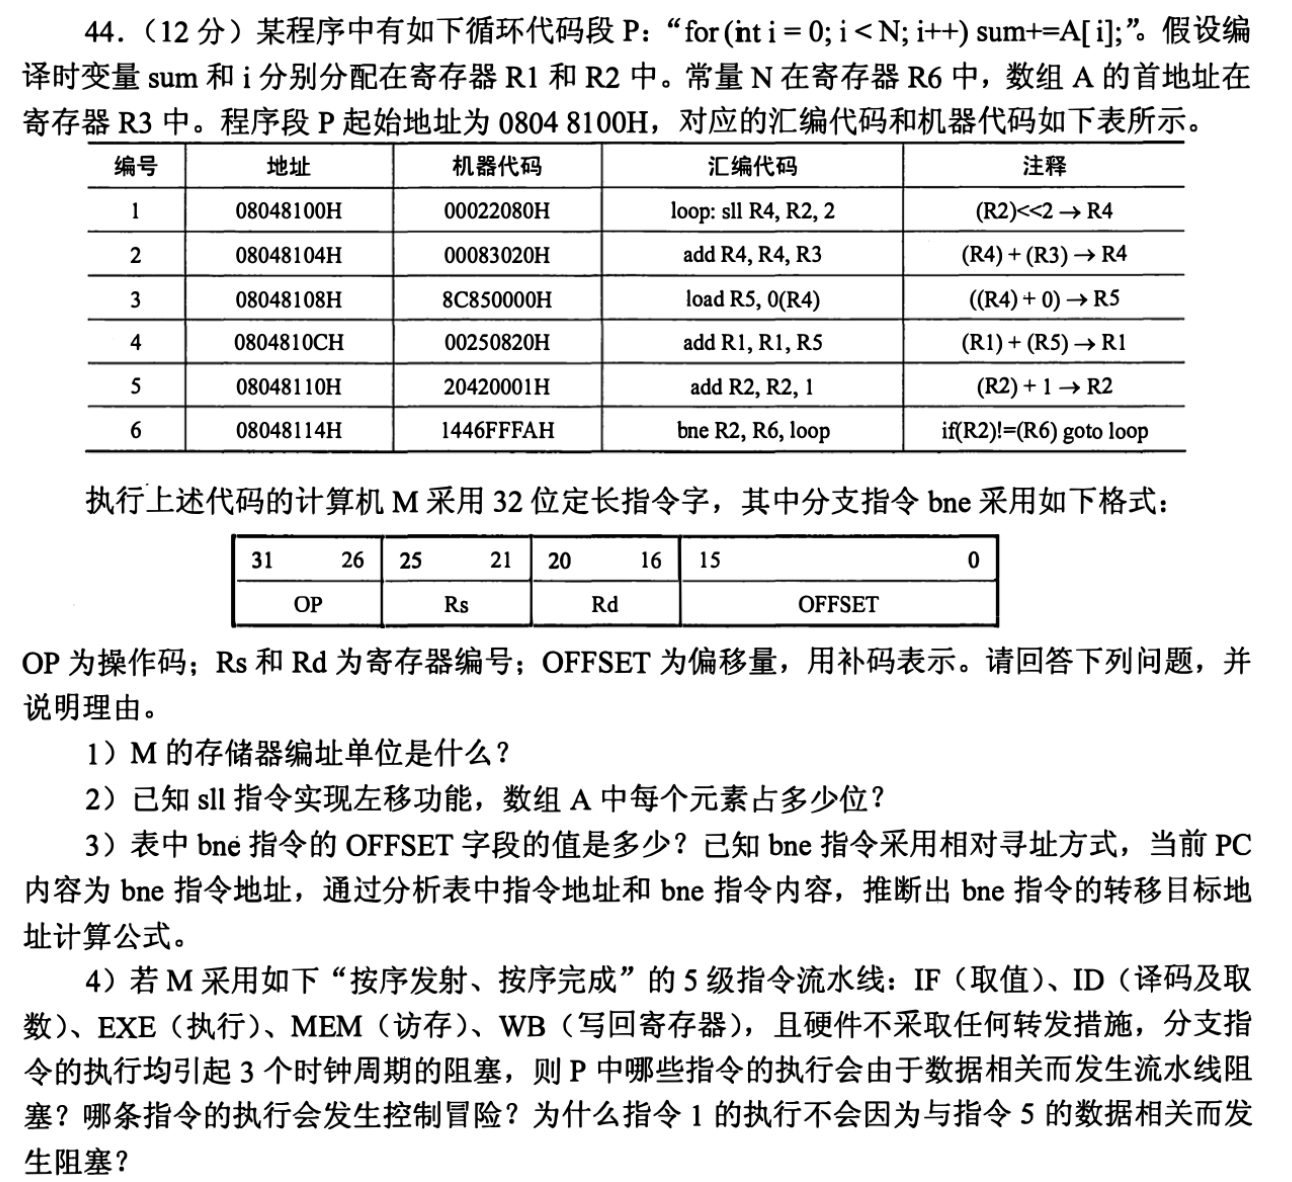 44.（12 分）某程序中有如下循环代码段 P：“for (int i = 0; i < N; i++) sum+=A[ i];”。假设编
译时变量 sum 和 i 分别分配在寄存器 R1 和 R2 中。常量 N 在寄存器 R6 中，数组 A 的首地址在
寄存器 R3 中。程序段 P 起始地址为 0804 8100H，对应的汇编代码和机器代码如下表所示。
编号 地址 机器代码 汇编代码 注释
1 08048100H 00022080H loop: sll R4, R2, 2 (R2)<<2 → R4
2 08048104H 00083020H add R4, R4, R3 (R4) + (R3) → R4
3 08048108H 8C850000H load R5, 0(R4) ((R4) + 0) → R5
4 0804810CH 00250820H add R1, R1, R5 (R1) + (R5) → R1
5 08048110H 20420001H add R2, R2, 1 (R2) + 1 → R2
6 08048114H 1446FFFAH bne R2, R6, loop if(R2)!=(R6) goto loop
执行上述代码的计算机 M 采用 32 位定长指令字，其中分支指令 bne 采用如下格式：
31 26 25 21 20 16 15 0
OP Rs Rd OFFSET
OP 为操作码；Rs 和 Rd 为寄存器编号；OFFSET 为偏移量，用补码表示。请回答下列问题，并
说明理由。
1）M 的存储器编址单位是什么？
2）已知 sll 指令实现左移功能，数组 A 中每个元素占多少位？
3）表中 bne 指令的 OFFSET 字段的值是多少？已知 bne 指令采用相对寻址方式，当前 PC
内容为 bne 指令地址，通过分析表中指令地址和 bne 指令内容，推断出 bne 指令的转移目标地
址计算公式。
4）若 M 采用如下“按序发射、按序完成”的 5 级指令流水线：IF（取值）、ID（译码及取
数）、EXE（执行）、MEM（访存）、WB（写回寄存器），且硬件不采取任何转发措施，分支指
令的执行均引起 3 个时钟周期的阻塞，则 P 中哪些指令的执行会由于数据相关而发生流水线阻
塞？哪条指令的执行会发生控制冒险？为什么指令 1 的执行不会因为与指令 5 的数据相关而发
生阻塞？